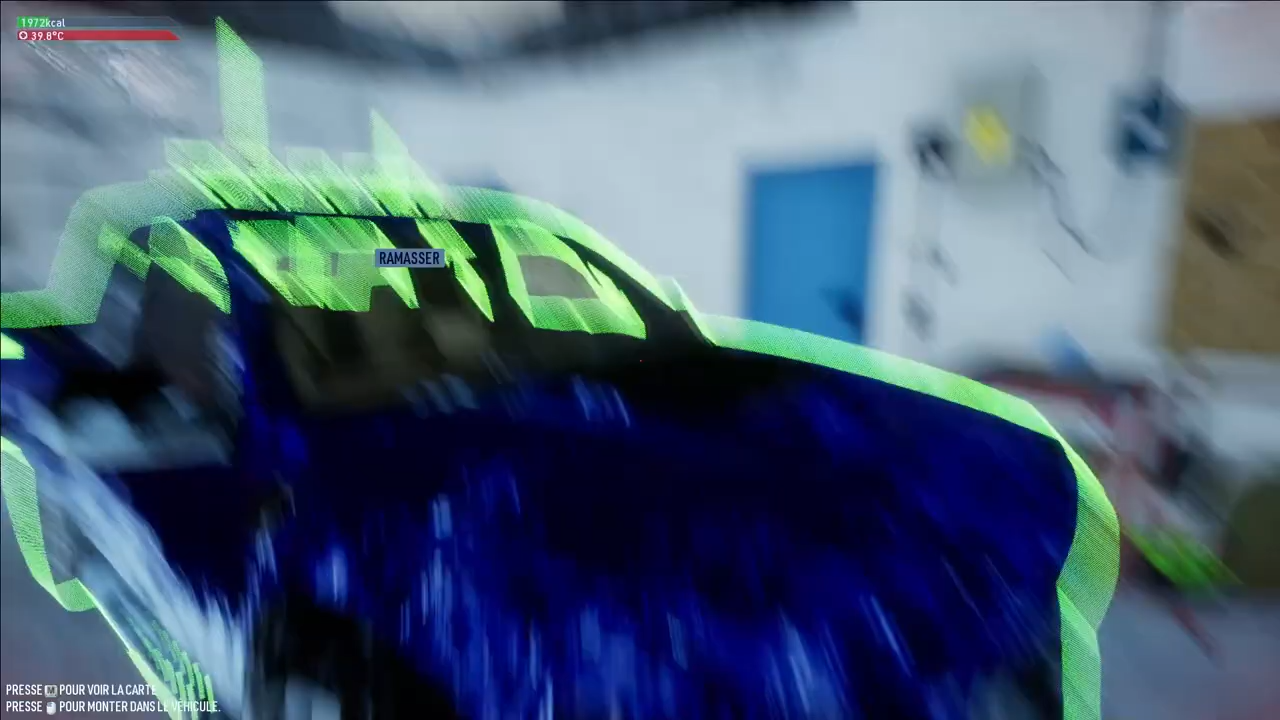 1972kcal
39.8°C
RAMASSER
PRESSE M POUR VOIR LA CARTE
PRESSE POUR MONTER DANS LE VÉHICULE.